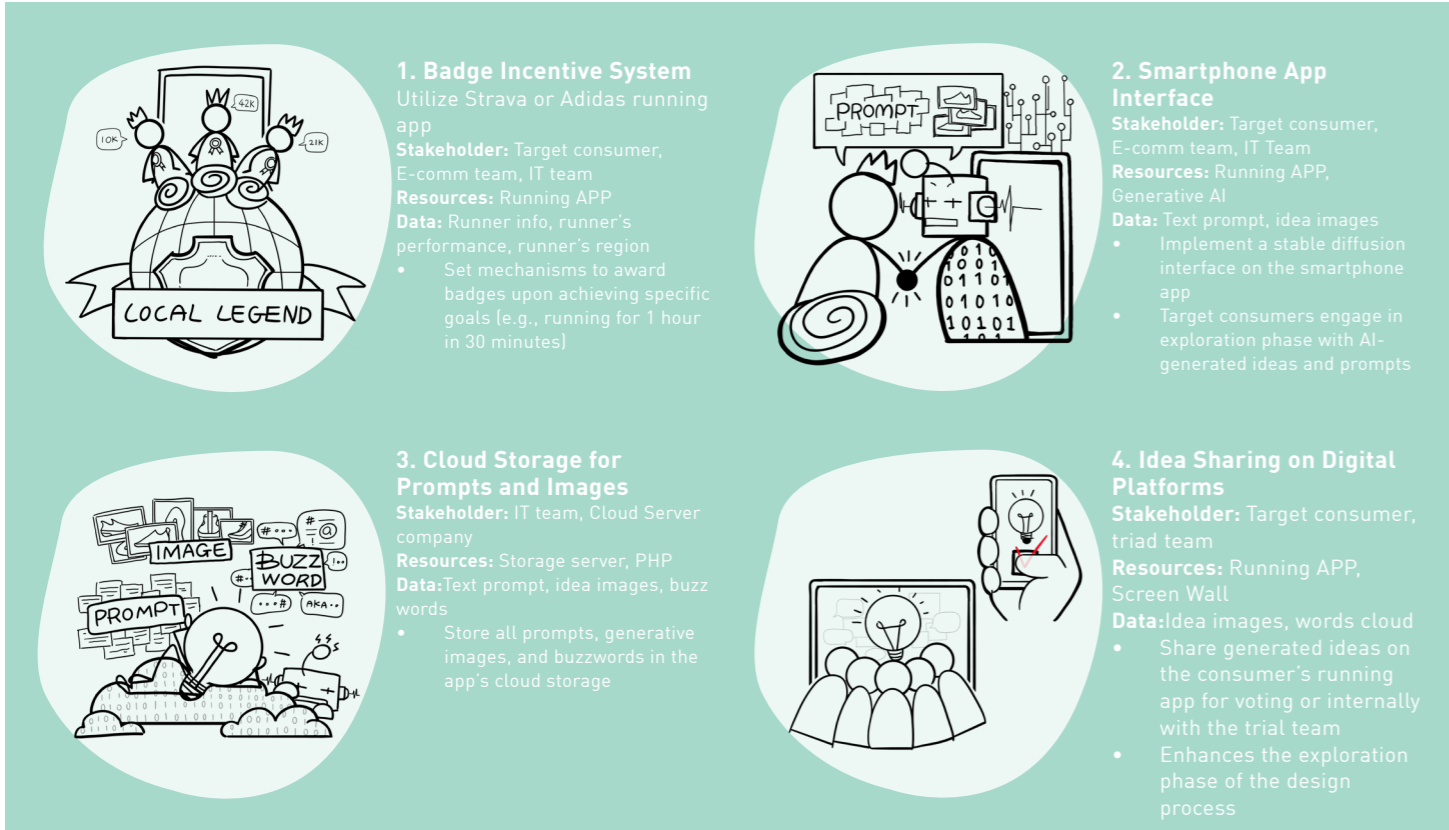 42K
10K
21K
LOCAL LEGEND
1. Badge Incentive System
Utilize Strava or Adidas running
app
Stakeholder: Target consumer,
E-comm team, IT team
Resources: Running APP
Data: Runner info, runner's
performance, runner's region
• Set mechanisms to award
badges upon achieving specific
goals (e.g., running for 1 hour
in 30 minutes)
PROMPT
0 1 0 1
01 1 01
01010
10101
2. Smartphone App
Interface
Stakeholder: Target consumer,
E-comm team, IT Team
Resources: Running APP,
Generative AI
Data: Text prompt, idea images
• Implement a stable diffusion
interface on the smartphone
app
• Target consumers engage in
exploration phase with AI-
generated ideas and prompts
IMAGE
BUZZ
WORD
PROMPT
AKA..
3. Cloud Storage for
Prompts and Images
Stakeholder: IT team, Cloud Server
company
Resources: Storage server, PHP
Data:Text prompt, idea images, buzz
words
• Store all prompts, generative
images, and buzzwords in the
app's cloud storage
4. Idea Sharing on Digital
Platforms
Stakeholder: Target consumer,
triad team
Resources: Running APP,
Screen Wall
Data:Idea images, words cloud
• Share generated ideas on
the consumer's running
app for voting or internally
with the trial team
• Enhances the exploration
phase of the design
process